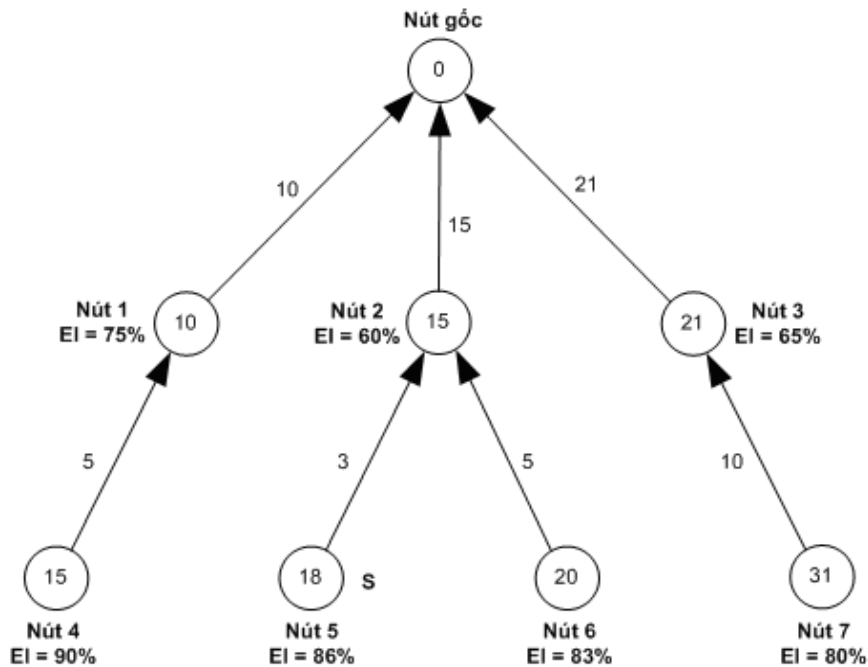 Nút gốc
0
10
15
21
Nút 1
EI = 75%
10
Nút 2
EI = 60%
15
21
Nút 3
EI = 65%
5
3
5
10
15
18
S
20
31
Nút 4
EI = 90%
Nút 5
EI = 86%
Nút 6
EI = 83%
Nút 7
EI = 80%